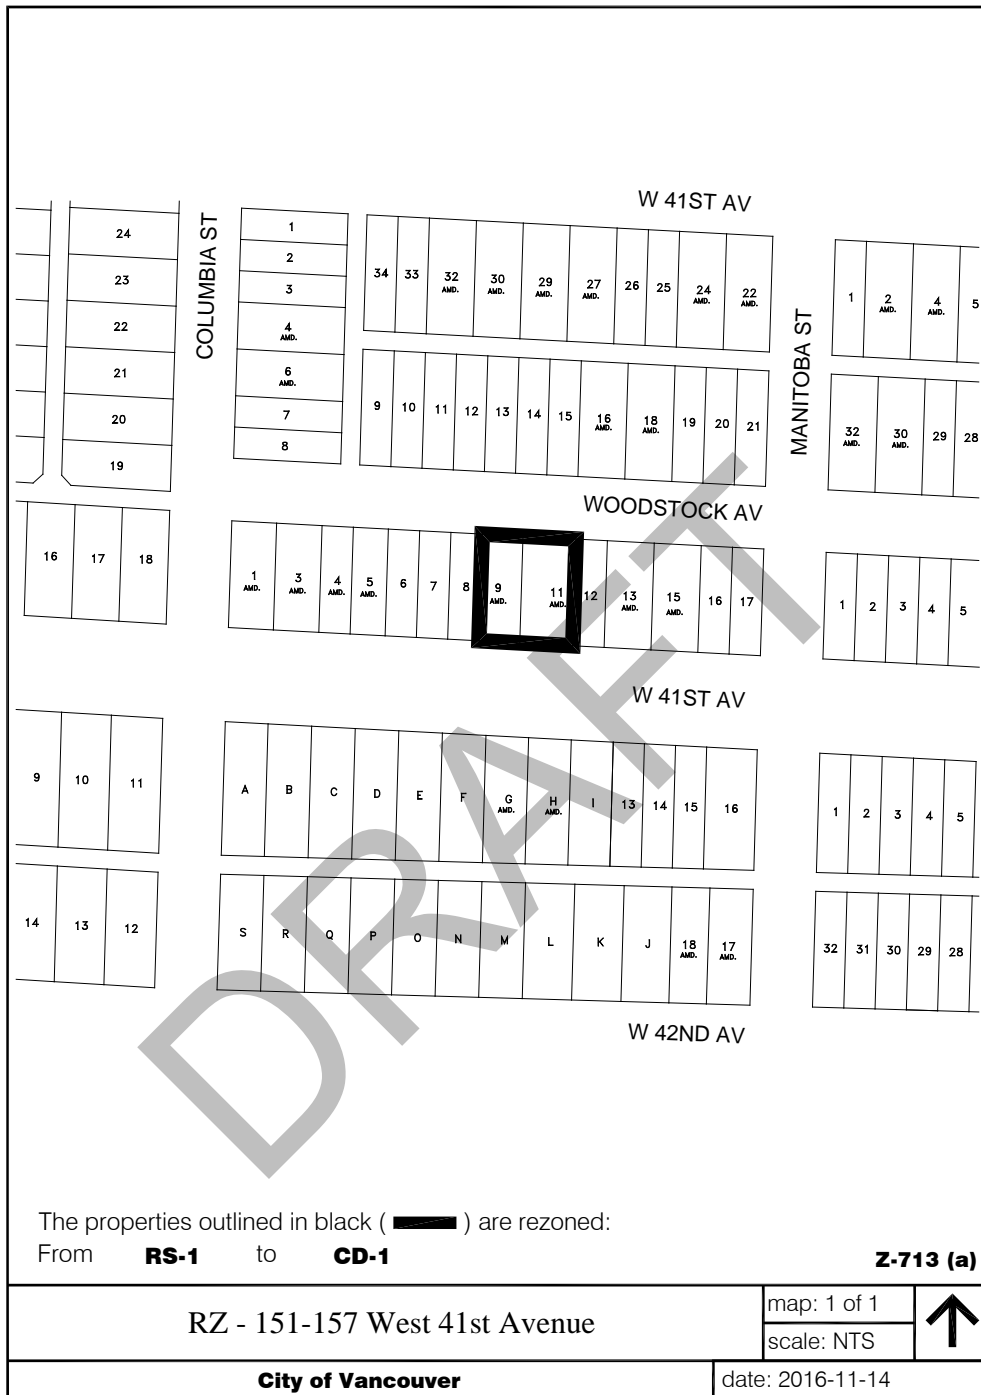 W 41ST AV
COLUMBIA ST
MANITOBA ST
24
23
22
21
20
19
1
2
3
4
AMD.
6
AMD.
7
8
34 33 32 30 29 27 26 25 24 22
AMD. AMD. AMD. AMD. AMD. AMD.
1 2 4 5
AMD. AMD.
9 10 11 12 13 14 15 16 18 19 20 21
AMD. AMD.
32 30 29 28
AMD. AMD.
WOODSTOCK AV
16 17 18
1 3 4 5 6 7 8 9 11 12 13 15 16 17
AMD. AMD. AMD. AMD. AMD. AMD. AMD. AMD.
1 2 3 4 5
W 41ST AV
9 10 11
A B C D E F G H I 13 14 15 16
AMD. AMD.
1 2 3 4 5
14 13 12
S R Q P O N M L K J 18 17
AMD. AMD.
32 31 30 29 28
W 42ND AV
DRAFT
The properties outlined in black ( ) are rezoned:
From RS-1 to CD-1
Z-713 (a)
RZ - 151-157 West 41st Avenue
map: 1 of 1
scale: NTS
City of Vancouver
date: 2016-11-14